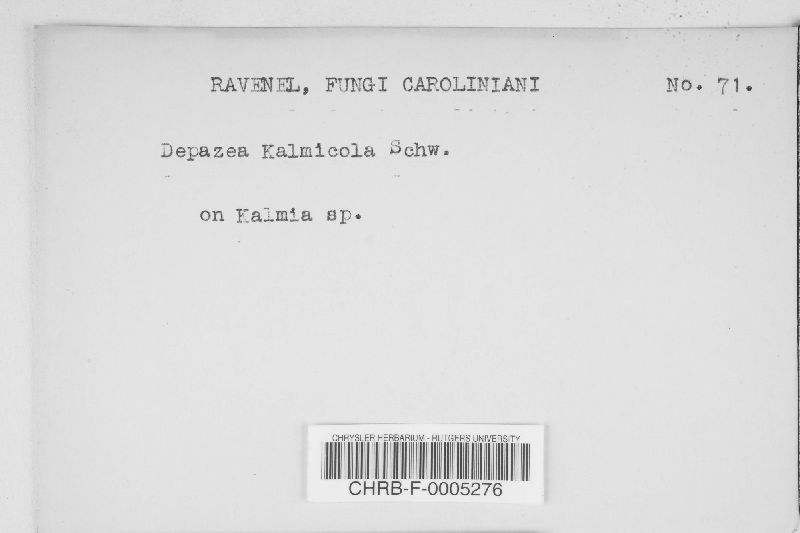 RAVENEL, FUNGI CAROLINIANI No. 71.
Depazea Kalmicola Schw.
on Kalmia sp.
CHRYSLER HERBARIUM - RUTGERS UNIVERSITY
CHRB-F-0005276